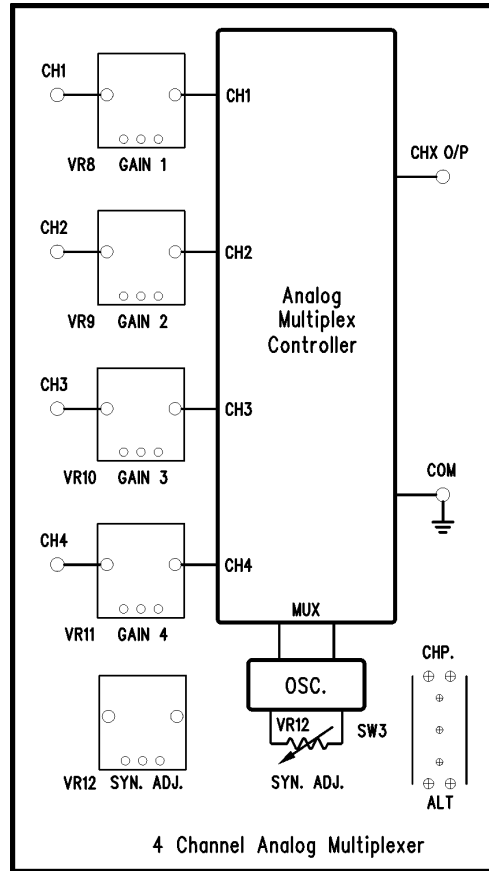 CH1
CH1
CHX O/P
VR8 GAIN 1
CH2
CH2
VR9 GAIN 2
Analog
Multiplex
Controller
CH3
CH3
VR10 GAIN 3
COM
CH4
CH4
VR11 GAIN 4
MUX
CHP.
OSC.
VR12
SW3
VR12 SYN. ADJ.
SYN. ADJ.
ALT
4 Channel Analog Multiplexer